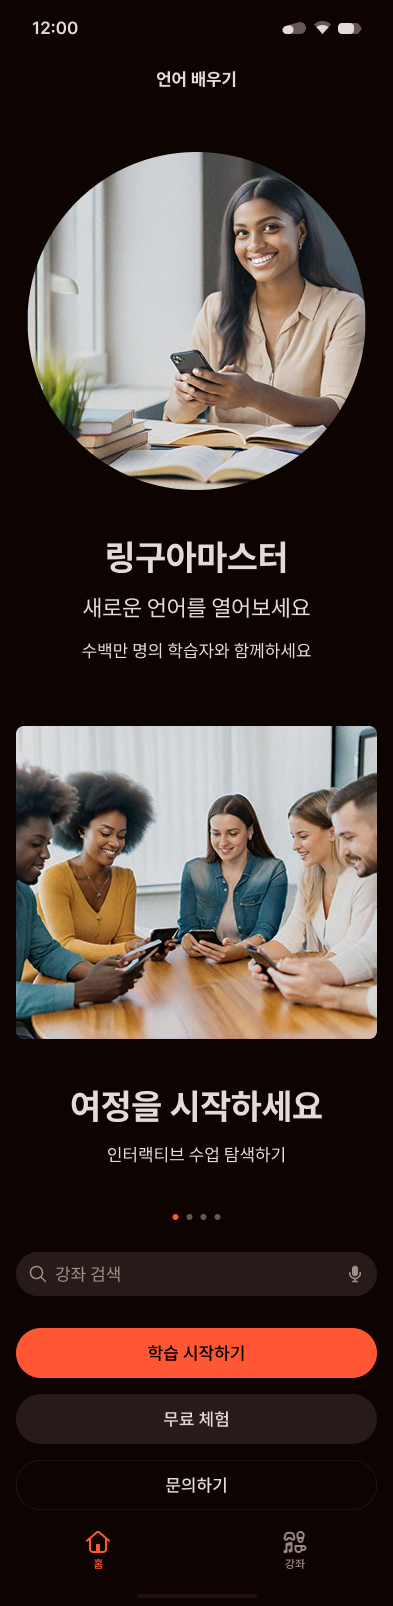 12:00
언어 배우기
링구아마스터
새로운 언어를 열어보세요
수백만 명의 학습자와 함께하세요
여정을 시작하세요
인터랙티브 수업 탐색하기
강좌 검색
학습 시작하기
무료 체험
문의하기
홈
강좌